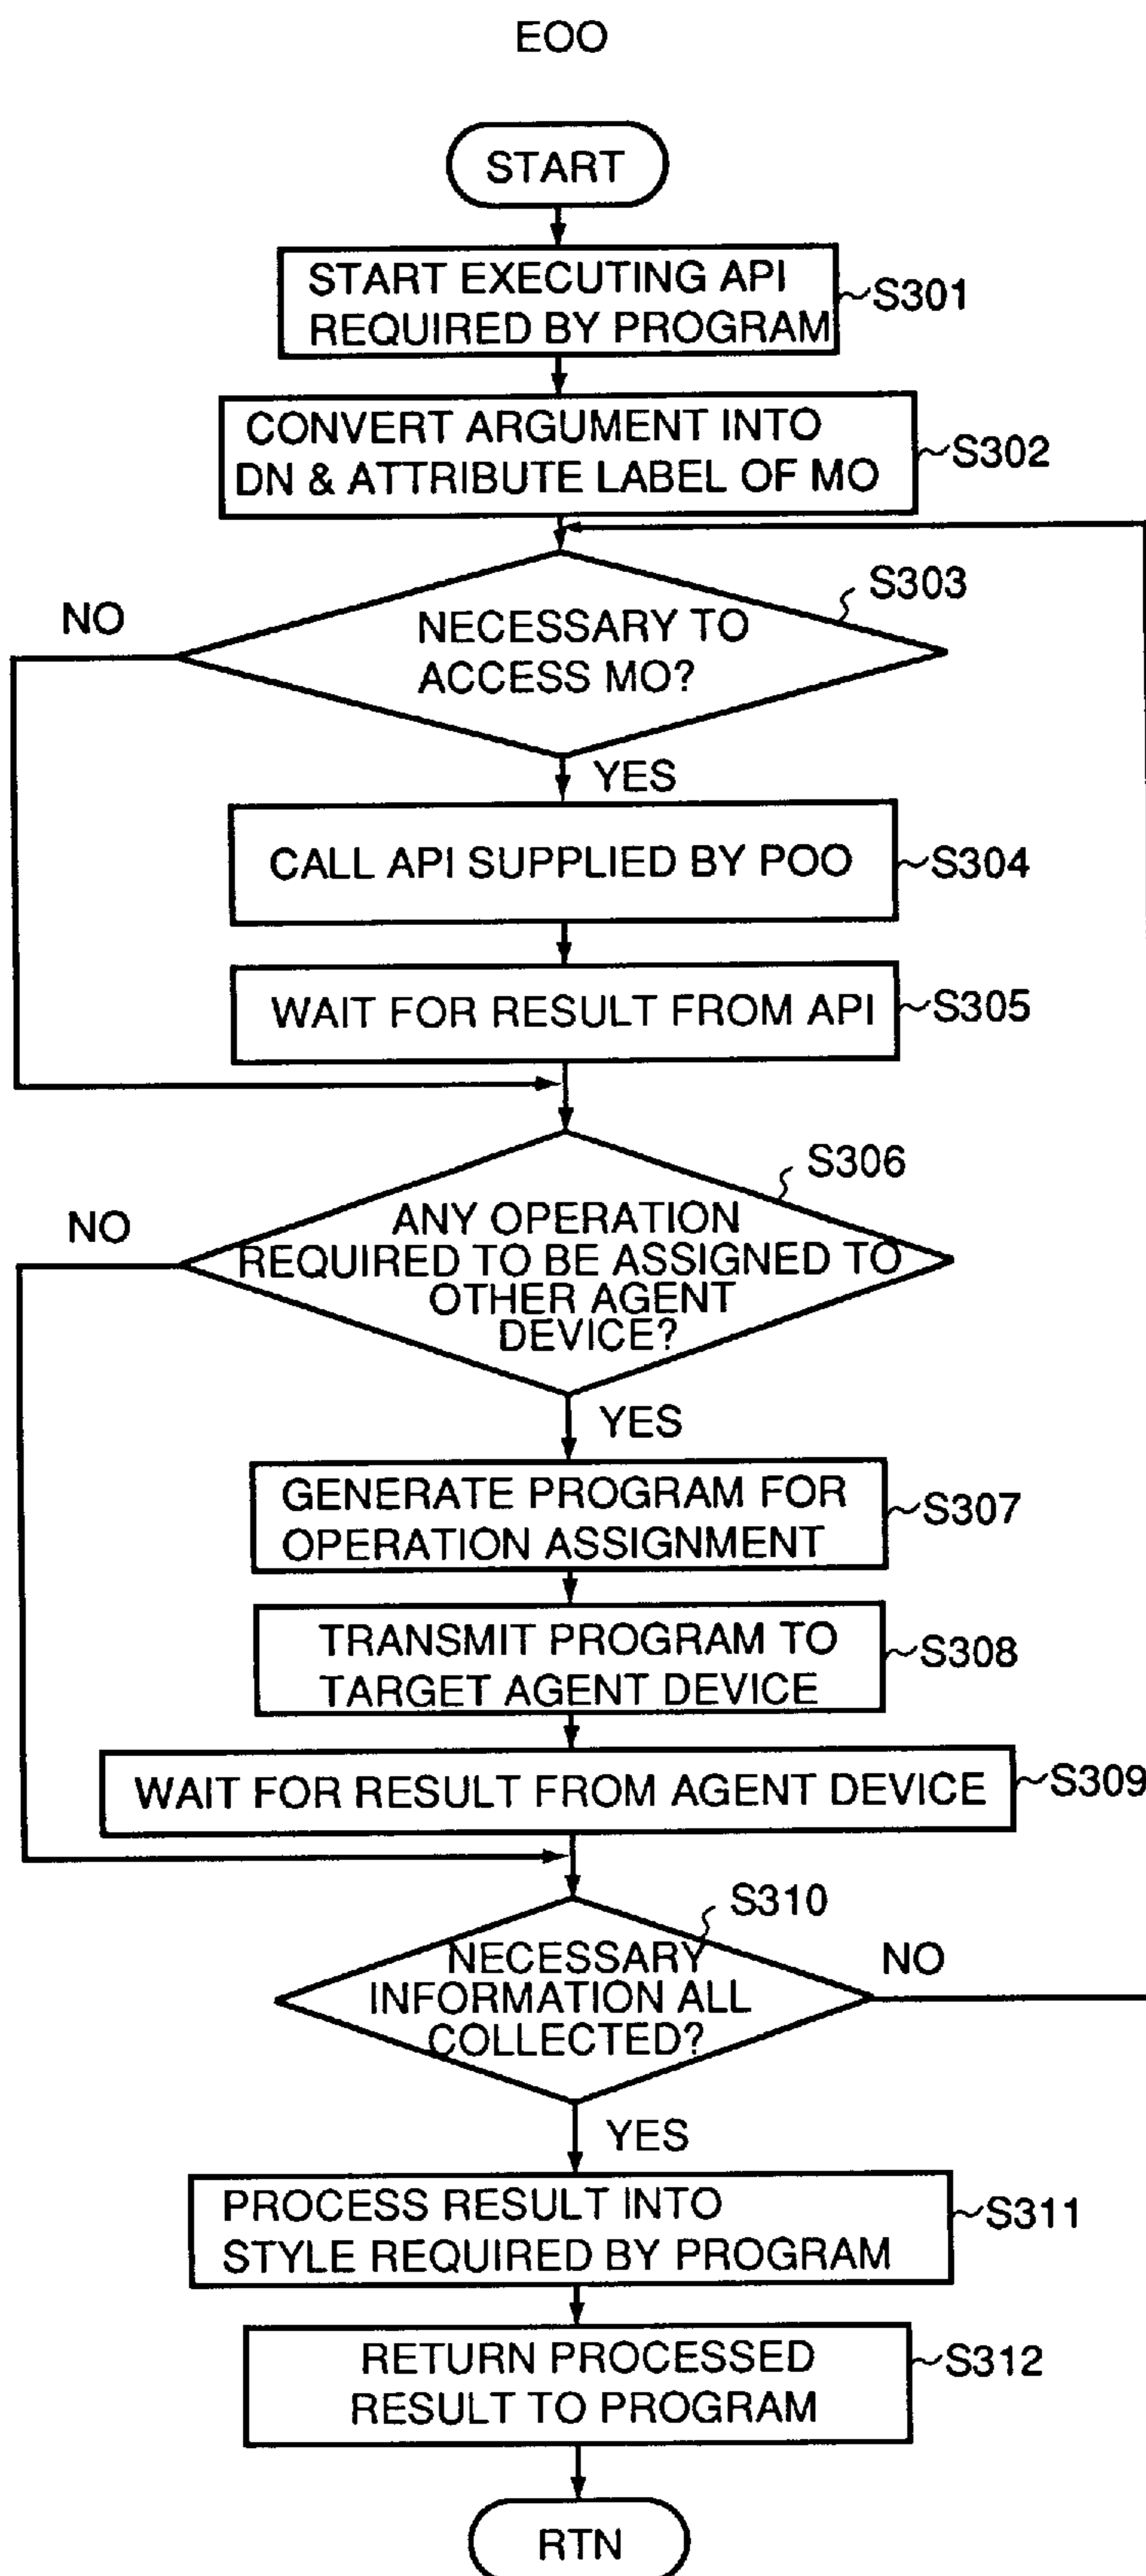 EOO
START
START EXECUTING API
REQUIRED BY PROGRAM
S301
CONVERT ARGUMENT INTO
DN & ATTRIBUTE LABEL OF MO
S302
S303
NO
NECESSARY TO
ACCESS MO?
YES
CALL API SUPPLIED BY POO
S304
WAIT FOR RESULT FROM API
S305
S306
NO
ANY OPERATION
REQUIRED TO BE ASSIGNED TO
OTHER AGENT
DEVICE?
YES
GENERATE PROGRAM FOR
OPERATION ASSIGNMENT
S307
TRANSMIT PROGRAM TO
TARGET AGENT DEVICE
S308
WAIT FOR RESULT FROM AGENT DEVICE
S309
S310
NECESSARY
INFORMATION ALL
COLLECTED?
NO
YES
PROCESS RESULT INTO
STYLE REQUIRED BY PROGRAM
S311
RETURN PROCESSED
RESULT TO PROGRAM
S312
RTN